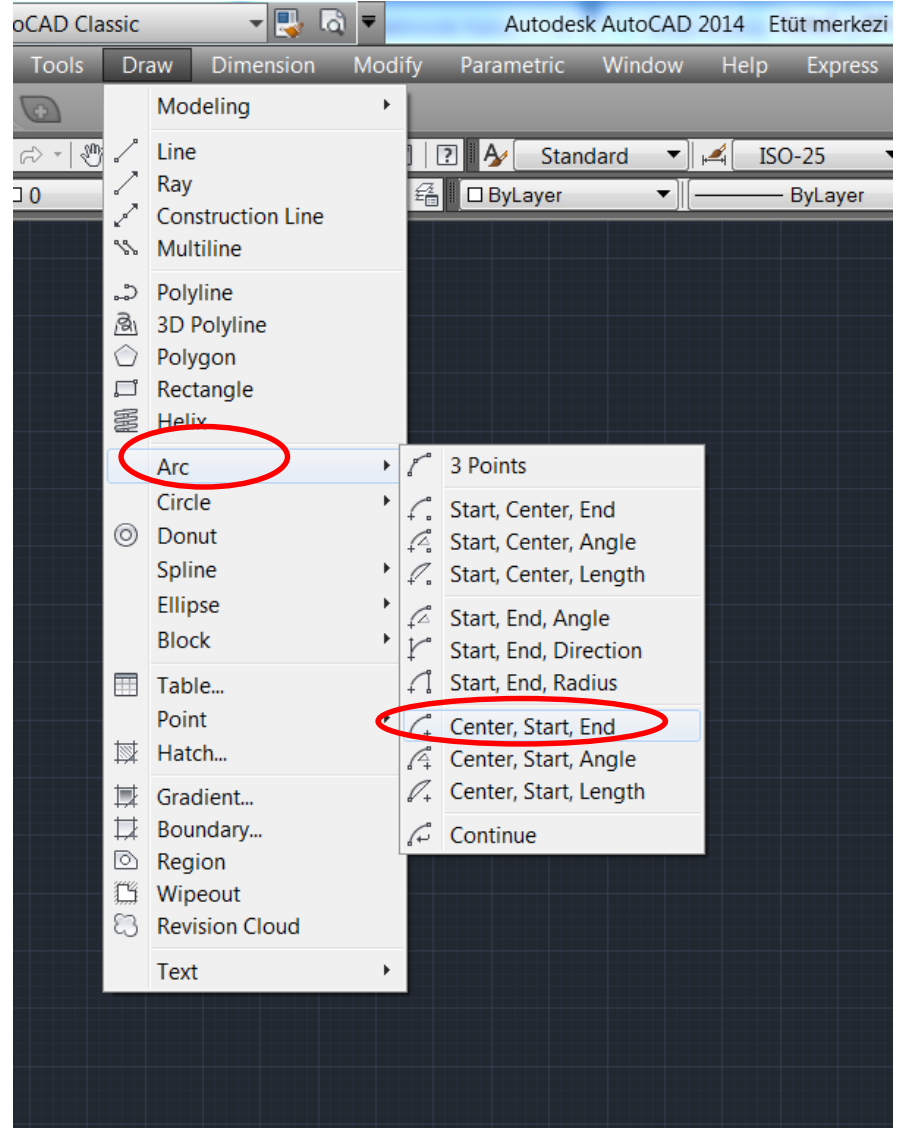 oCAD Classic Autodesk AutoCAD 2014 Etüt merkezi
Tools Draw Dimension Modify Parametric Window Help Express
Standard ISO-25
0 ByLayer ByLayer
Modeling
Line
Ray
Construction Line
Multiline
Polyline
3D Polyline
Polygon
Rectangle
Helix
Arc
Circle
Donut
Spline
Ellipse
Block
Table...
Point
Hatch...
Gradient...
Boundary...
Region
Wipeout
Revision Cloud
Text
3 Points
Start, Center, End
Start, Center, Angle
Start, Center, Length
Start, End, Angle
Start, End, Direction
Start, End, Radius
Center, Start, End
Center, Start, Angle
Center, Start, Length
Continue